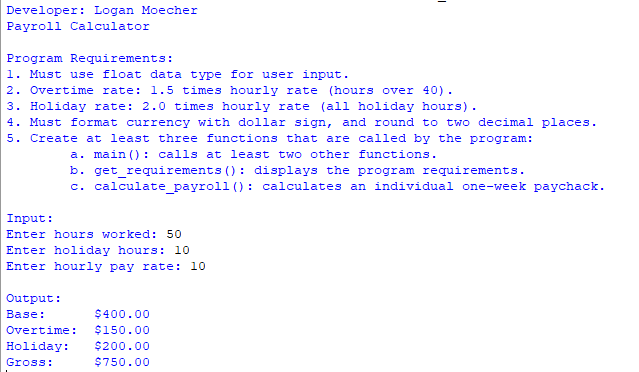 Developer: Logan Moecher
Payroll Calculator
Program Requirements:
1. Must use float data type for user input.
2. Overtime rate: 1.5 times hourly rate (hours over 40).
3. Holiday rate: 2.0 times hourly rate (all holiday hours).
4. Must format currency with dollar sign, and round to two decimal places.
5. Create at least three functions that are called by the program:
a. main(): calls at least two other functions.
b. get_requirements(): displays the program requirements.
c. calculate_payroll(): calculates an individual one-week paychack.
Input:
Enter hours worked: 50
Enter holiday hours: 10
Enter hourly pay rate: 10
Output:
Base: $400.00
Overtime: $150.00
Holiday: $200.00
Gross: $750.00